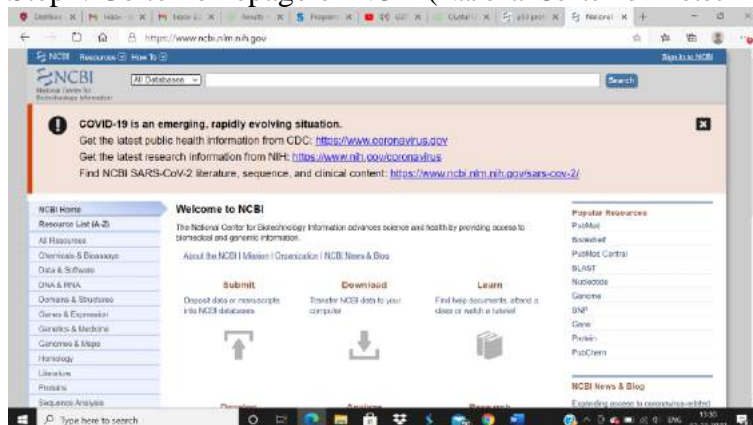 https://www.ncbi.nlm.nih.gov
NCBI Resources How To
Sign in to NCBI
NCBI
National Center for
Biotechnology Information
All Databases
Search
COVID-19 is an emerging, rapidly evolving situation.
Get the latest public health information from CDC: https://www.coronavirus.gov
Get the latest research information from NIH: https://www.nih.gov/coronavirus
Find NCBI SARS-CoV-2 literature, sequence, and clinical content: https://www.ncbi.nlm.nih.gov/sars-cov-2/
NCBI Home
Resource List (A-Z)
All Resources
Chemicals & Bioassays
Data & Software
DNA & RNA
Domains & Structures
Genes & Expression
Genetics & Medicine
Genomes & Maps
Homology
Literature
Proteins
Sequence Analysis
Welcome to NCBI
The National Center for Biotechnology Information advances science and health by providing access to
biomedical and genomic information.
About the NCBI | Mission | Organization | NCBI News & Blog
Submit
Deposit data or manuscripts
into NCBI databases
Download
Transfer NCBI data to your
computer
Learn
Find help documents, attend a
class or watch a tutorial
Popular Resources
PubMed
Bookshelf
PubMed Central
BLAST
Nucleotide
Genome
SNP
Gene
Protein
PubChem
NCBI News & Blog
Expanding access to coronavirus-related
Type here to search
ENG
13:50